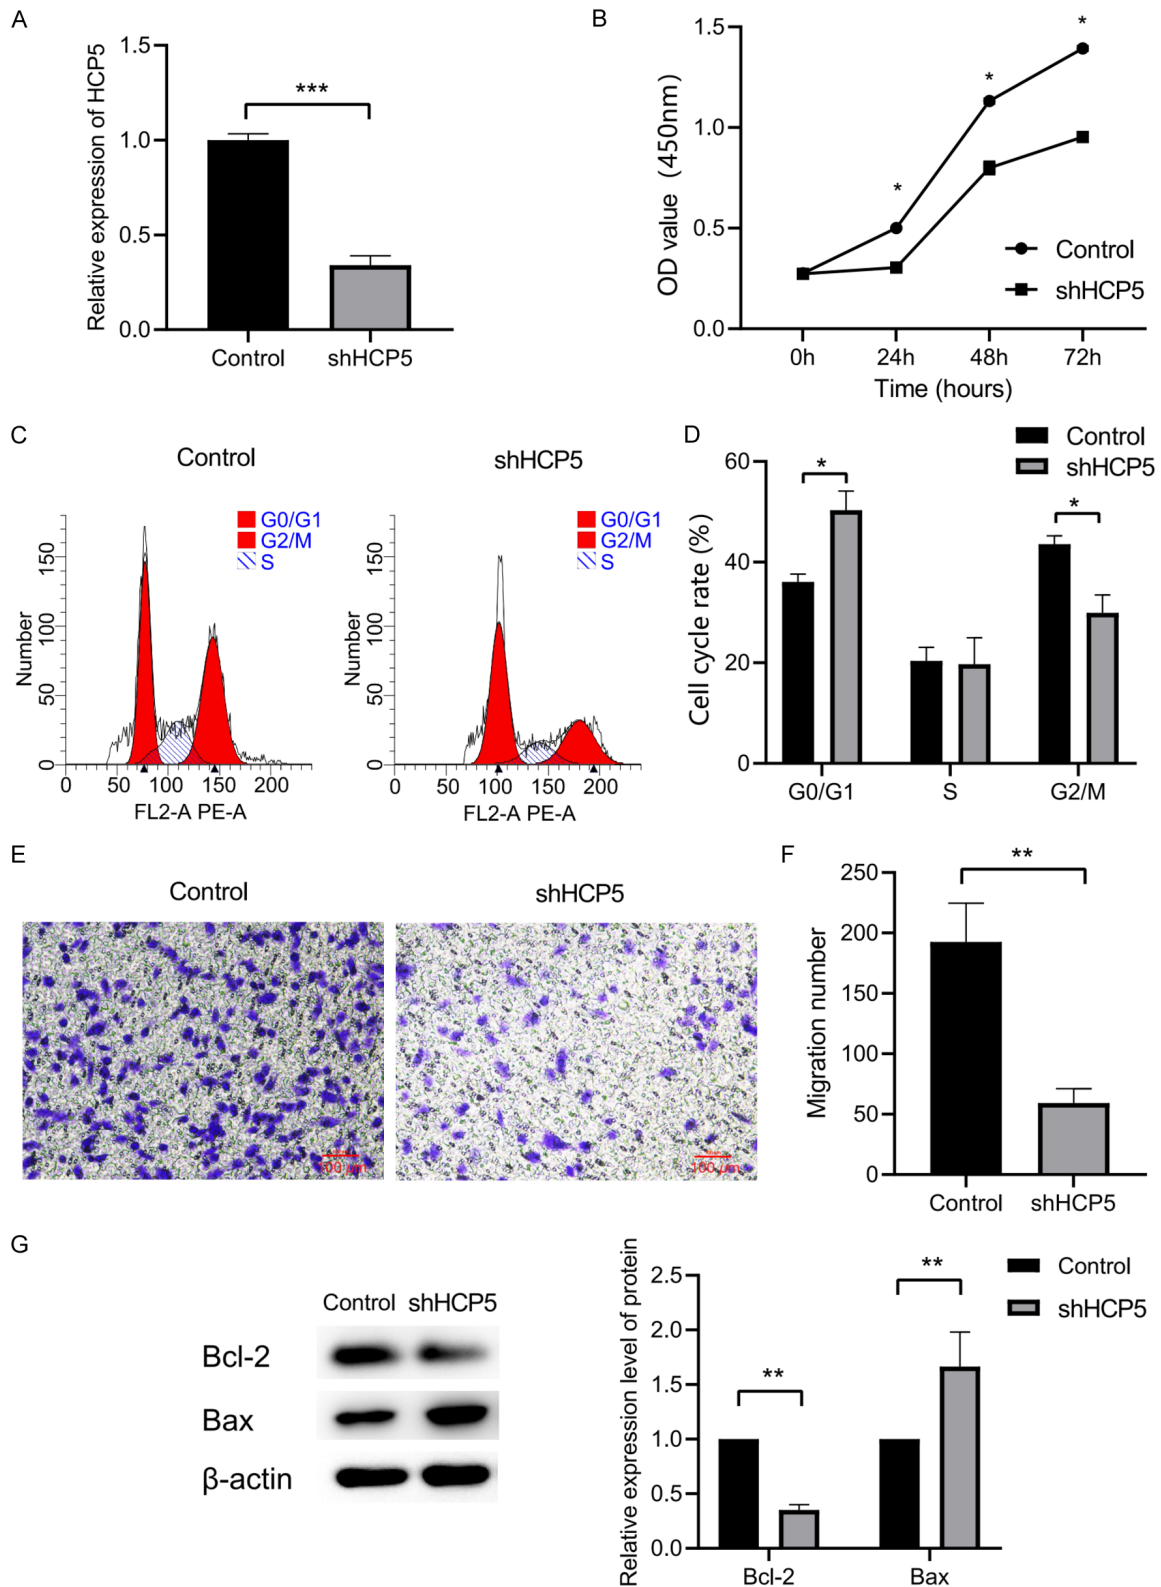 A
Relative expression of HCP5
1.5
1.0
0.5
0.0
***
Control
shHCP5
B
OD value (450nm)
1.5
1.0
0.5
0.0
*
*
*
Control
shHCP5
0h
24h
48h
72h
Time (hours)
C
Control
Number
150
100
50
0
G0/G1
G2/M
S
0
50
100
150
200
FL2-A PE-A
shHCP5
Number
150
100
50
0
G0/G1
G2/M
S
0
50
100
150
200
FL2-A PE-A
D
Control
shHCP5
Cell cycle rate (%)
60
40
20
0
*
*
G0/G1
S
G2/M
E
Control
shHCP5
100 μm
100 μm
F
Migration number
250
200
150
100
50
0
**
Control
shHCP5
G
Control shHCP5
Bcl-2
Bax
β-actin
Relative expression level of protein
2.5
2.0
1.5
1.0
0.5
0.0
**
**
Control
shHCP5
Bcl-2
Bax